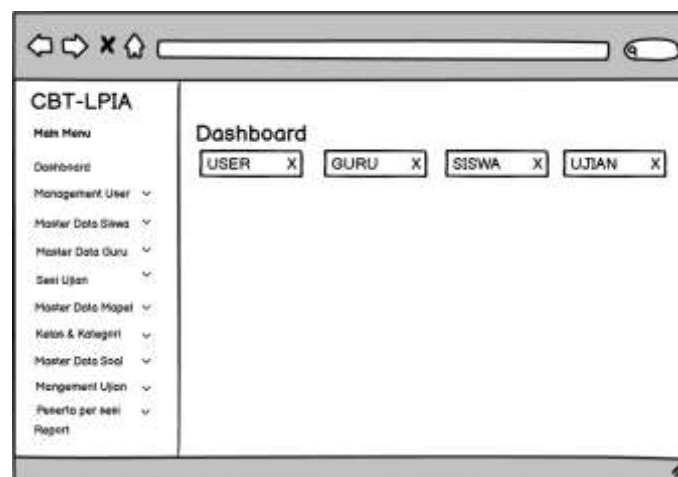 CBT-LPIA
Main Menu
Dashboard
Management User
Master Data Siswa
Master Data Guru
Sesi Ujian
Master Data Mapel
Kelas & Kategori
Master Data Soal
Mangement Ujian
Peserta per sesi
Report
Dashboard
USER X
GURU X
SISWA X
UJIAN X